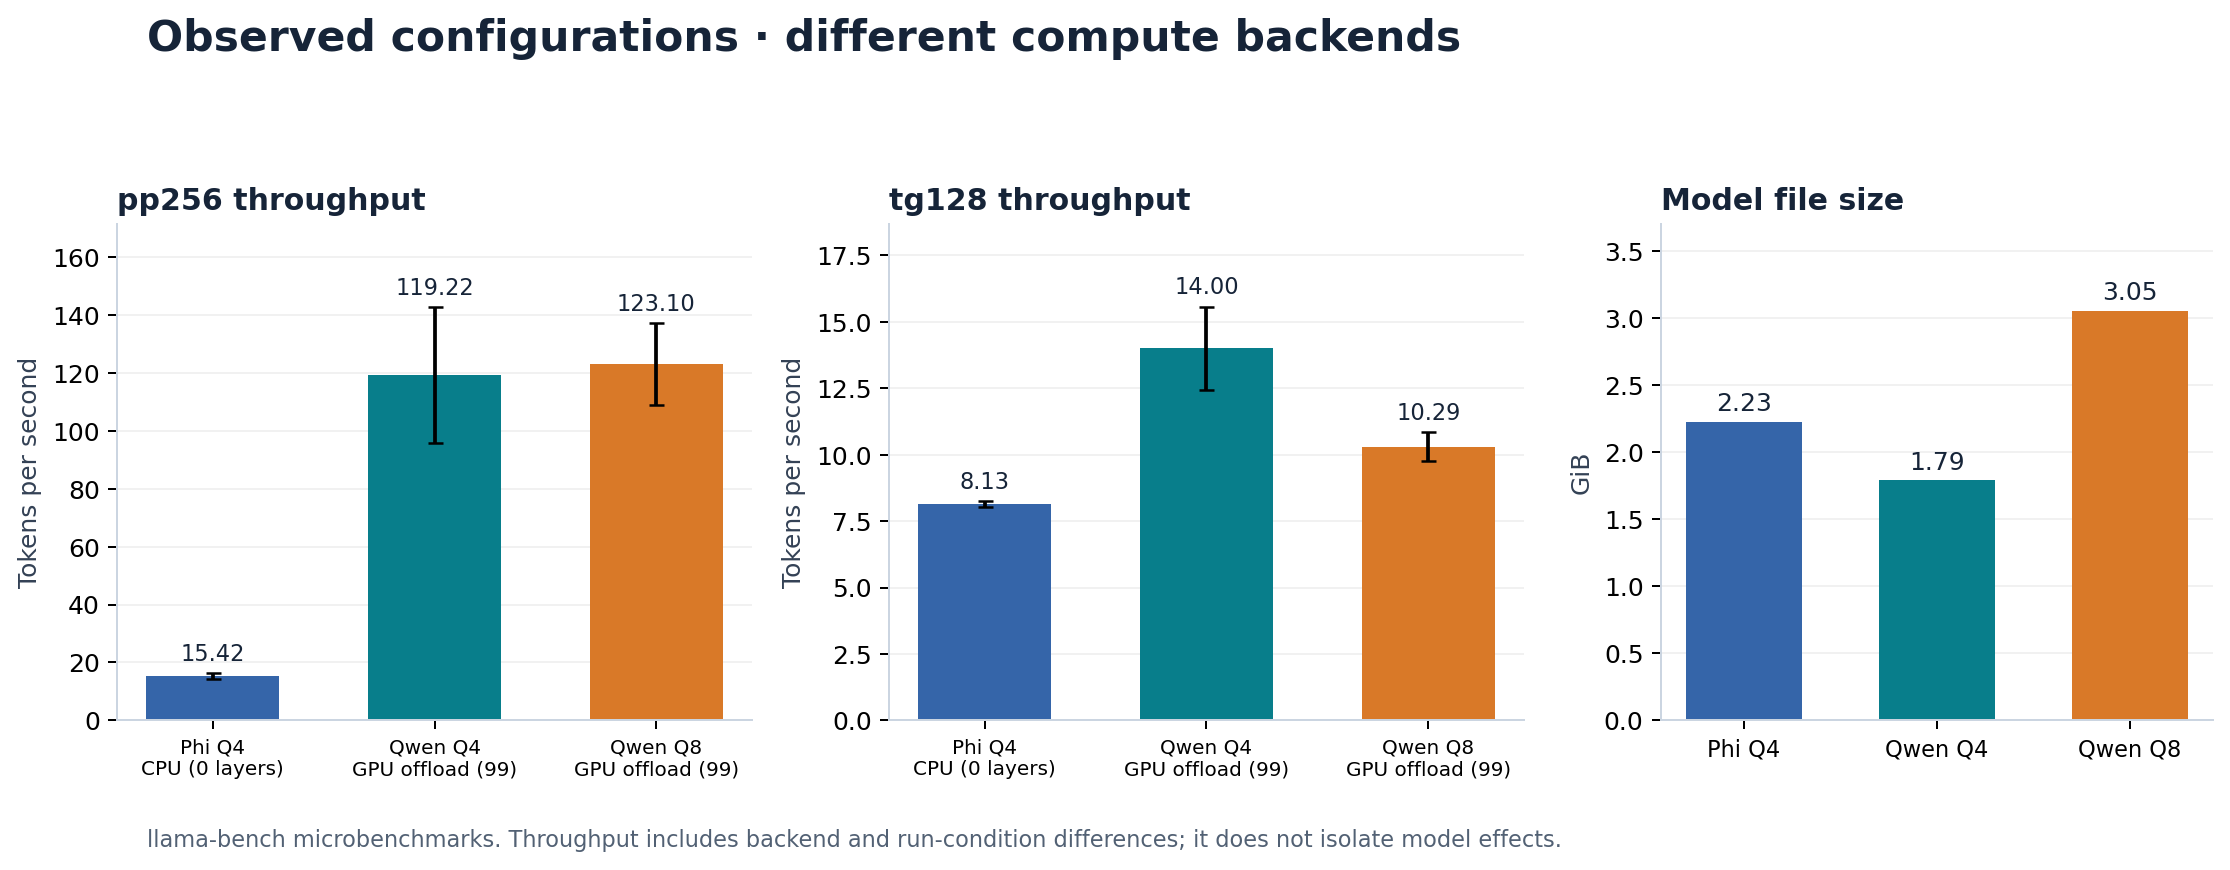 Observed configurations · different compute backends
pp256 throughput
Tokens per second
160
140
120
100
80
60
40
20
0
119.22
123.10
15.42
Phi Q4
CPU (0 layers)
Qwen Q4
GPU offload (99)
Qwen Q8
GPU offload (99)
tg128 throughput
Tokens per second
17.5
15.0
12.5
10.0
7.5
5.0
2.5
0.0
14.00
10.29
8.13
Phi Q4
CPU (0 layers)
Qwen Q4
GPU offload (99)
Qwen Q8
GPU offload (99)
Model file size
GiB
3.5
3.0
2.5
2.0
1.5
1.0
0.5
0.0
3.05
2.23
1.79
Phi Q4
Qwen Q4
Qwen Q8
llama-bench microbenchmarks. Throughput includes backend and run-condition differences; it does not isolate model effects.